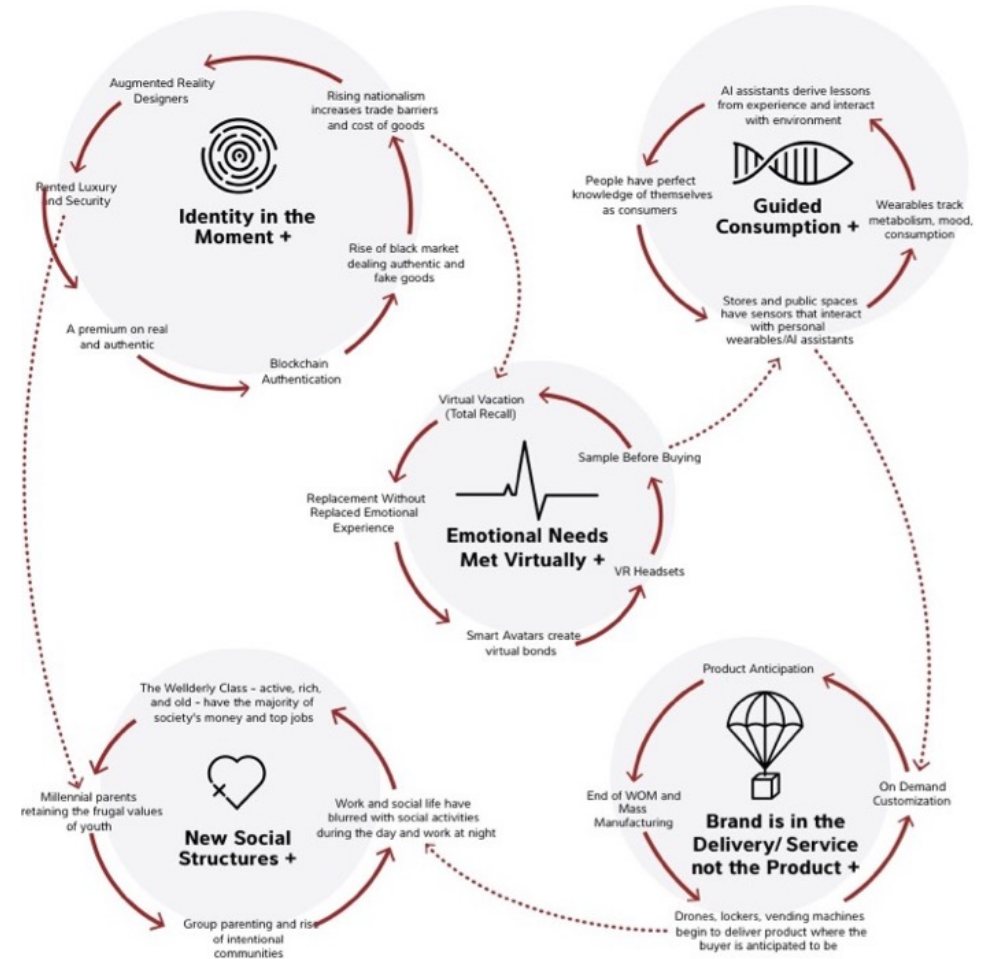 Augmented Reality
Designers
Rising nationalism
increases trade barriers
and cost of goods
Rented Luxury
and Security
Identity in the
Moment +
Rise of black market
dealing authentic and
fake goods
A premium on real
and authentic
Blockchain
Authentication
AI assistants derive lessons
from experience and interact
with environment
People have perfect
knowledge of themselves
as consumers
Guided
Consumption +
Wearables track
metabolism, mood,
consumption
Stores and public spaces
have sensors that interact
with personal
wearables/AI assistants
Virtual Vacation
(Total Recall)
Sample Before Buying
Replacement Without
Replaced Emotional
Experience
Emotional Needs
Met Virtually +
VR Headsets
Smart Avatars create
virtual bonds
The Wellderly Class - active, rich,
and old - have the majority of
society's money and top jobs
Millennial parents
retaining the frugal values
of youth
New Social
Structures +
Work and social life have
blurred with social activities
during the day and work at night
Group parenting and rise
of intentional
communities
Product Anticipation
End of WOM and
Mass
Manufacturing
On Demand
Customization
Brand is in the
Delivery/ Service
not the Product +
Drones, lockers, vending machines
begin to deliver product where the
buyer is anticipated to be